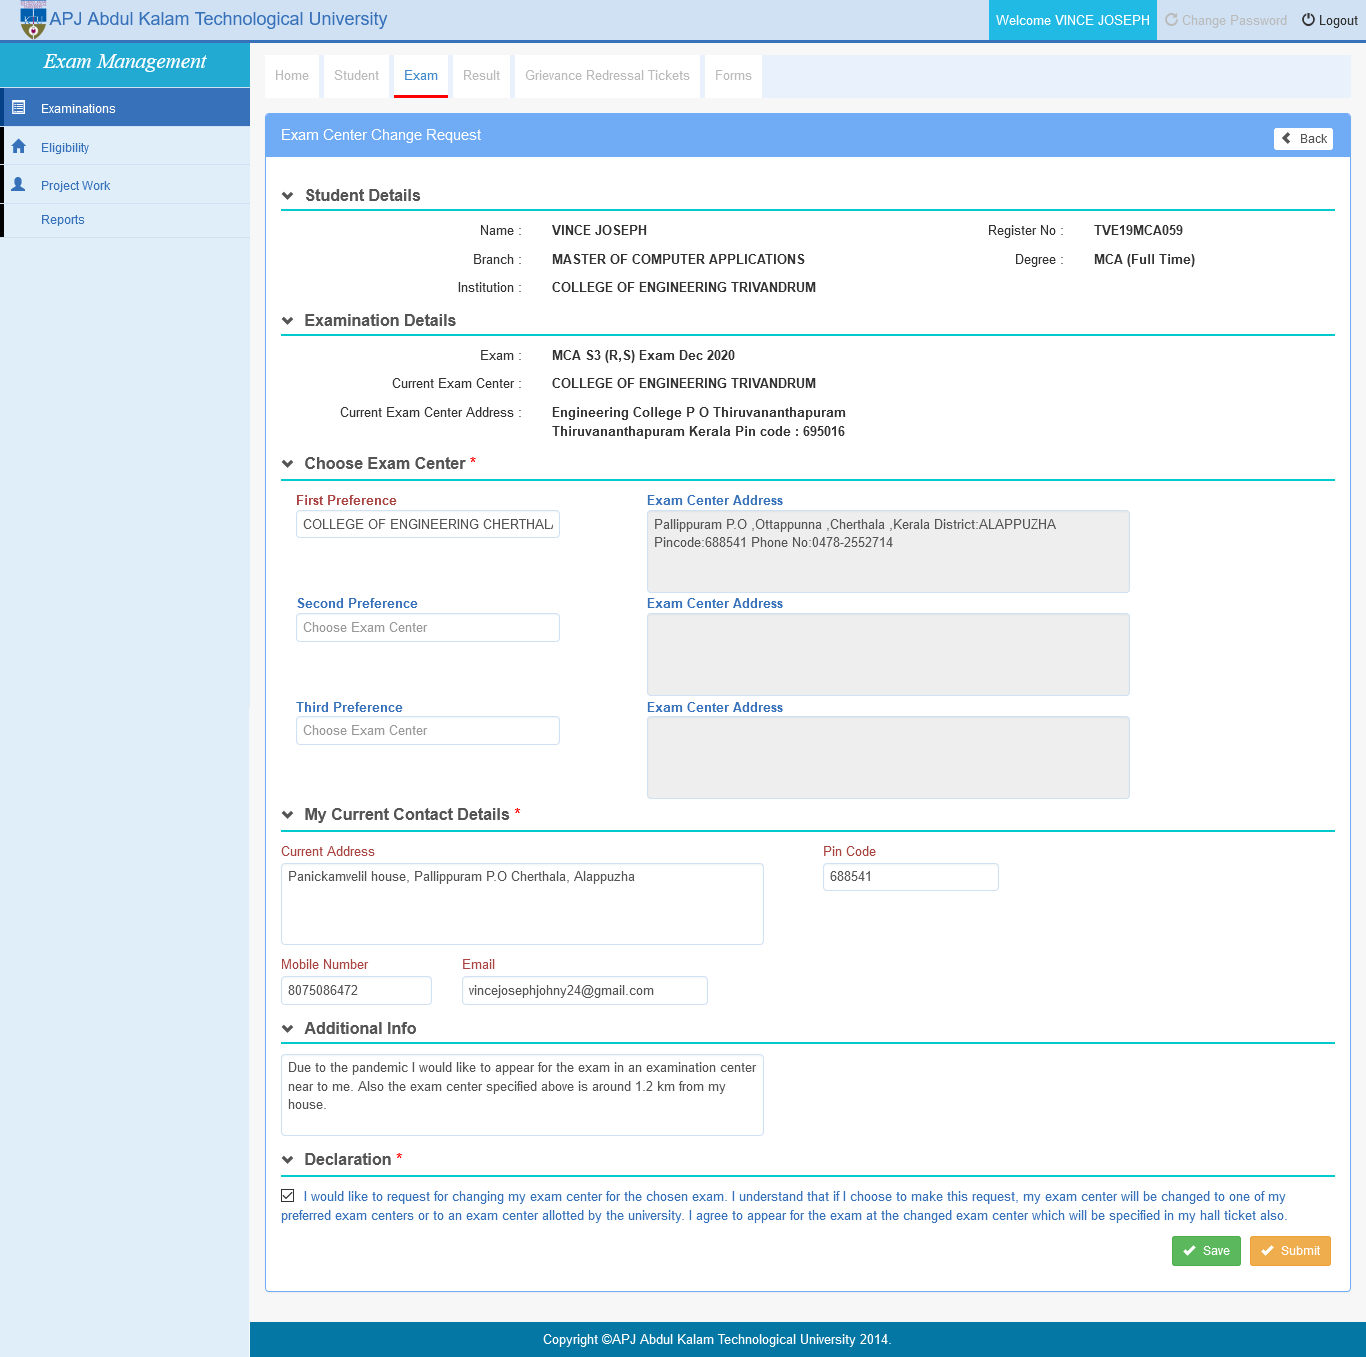 APJ Abdul Kalam Technological University
Welcome VINCE JOSEPH
Change Password
Logout
Exam Management
Examinations
Eligibility
Project Work
Reports
Home
Student
Exam
Result
Grievance Redressal Tickets
Forms
Exam Center Change Request
Back
Student Details
Name : VINCE JOSEPH
Register No : TVE19MCA059
Branch : MASTER OF COMPUTER APPLICATIONS
Degree : MCA (Full Time)
Institution : COLLEGE OF ENGINEERING TRIVANDRUM
Examination Details
Exam : MCA S3 (R,S) Exam Dec 2020
Current Exam Center : COLLEGE OF ENGINEERING TRIVANDRUM
Current Exam Center Address : Engineering College P O Thiruvananthapuram
Thiruvananthapuram Kerala Pin code : 695016
Choose Exam Center *
First Preference
COLLEGE OF ENGINEERING CHERTHALA
Exam Center Address
Pallippuram P.O ,Ottappunna ,Cherthala ,Kerala District:ALAPPUZHA
Pincode:688541 Phone No:0478-2552714
Second Preference
Choose Exam Center
Exam Center Address
Third Preference
Choose Exam Center
Exam Center Address
My Current Contact Details *
Current Address
Panickamvelil house, Pallippuram P.O Cherthala, Alappuzha
Pin Code
688541
Mobile Number
8075086472
Email
vincejosephjohny24@gmail.com
Additional Info
Due to the pandemic I would like to appear for the exam in an examination center
near to me. Also the exam center specified above is around 1.2 km from my
house.
Declaration *
I would like to request for changing my exam center for the chosen exam. I understand that if I choose to make this request, my exam center will be changed to one of my
preferred exam centers or to an exam center allotted by the university. I agree to appear for the exam at the changed exam center which will be specified in my hall ticket also.
Save
Submit
Copyright ©APJ Abdul Kalam Technological University 2014.